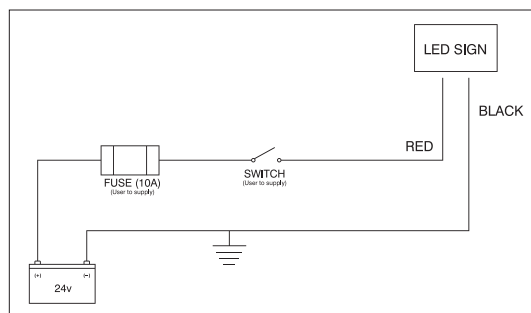 LED SIGN
BLACK
RED
FUSE (10A)
(User to supply)
SWITCH
(User to supply)
(+) (−)
24v